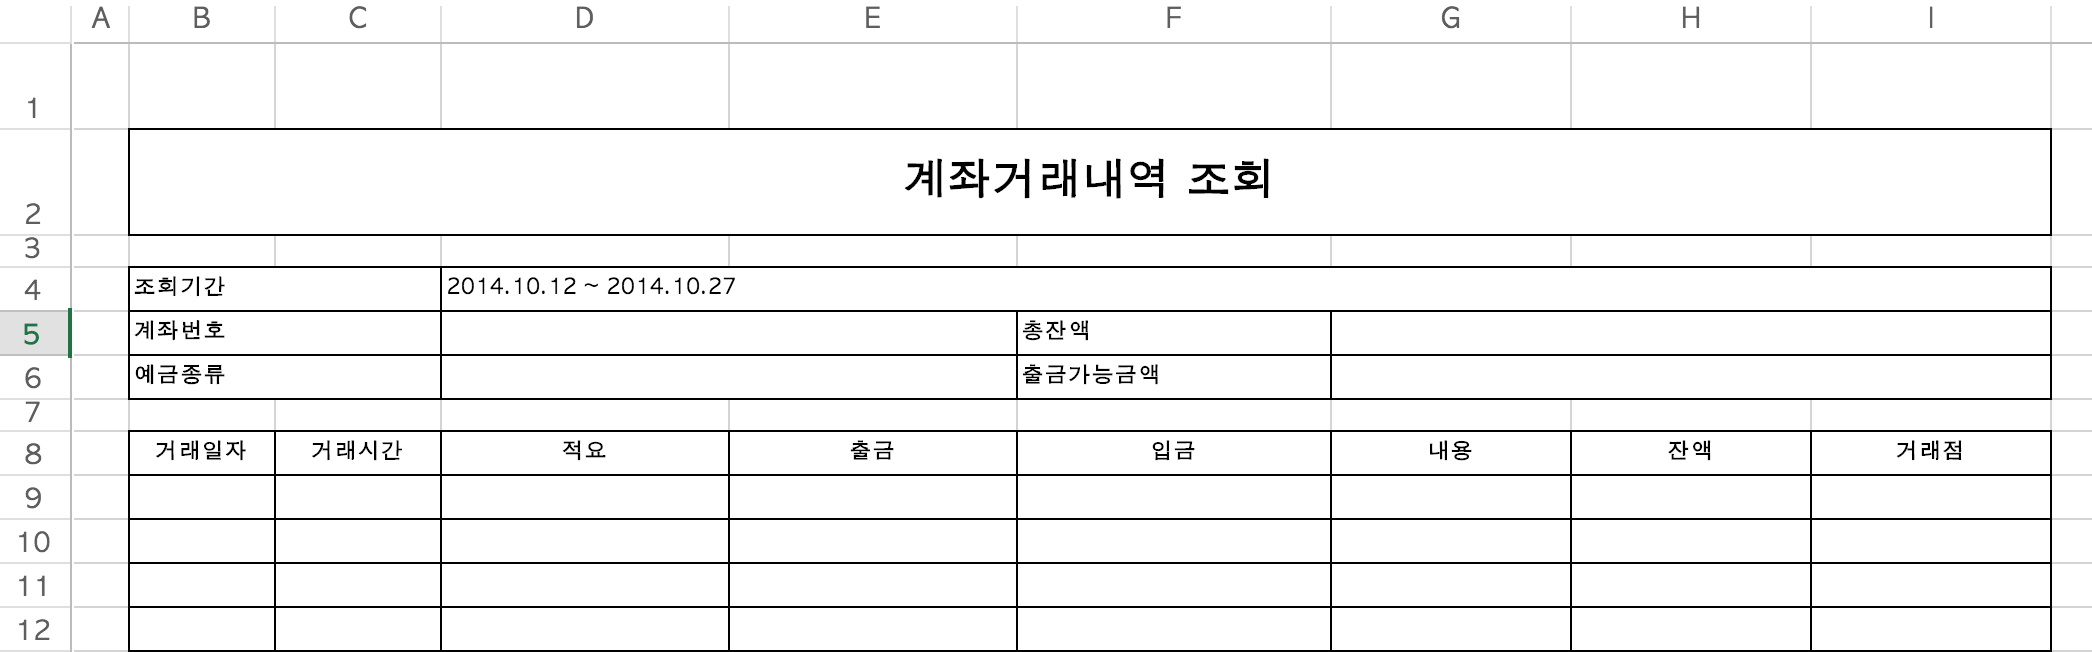 A B C D E F G H I
1
2 계좌거래내역 조회
3
4 조회기간 2014.10.12 ~ 2014.10.27
5 계좌번호 총잔액
6 예금종류 출금가능금액
7
8 거래일자 거래시간 적요 출금 입금 내용 잔액 거래점
9
10
11
12